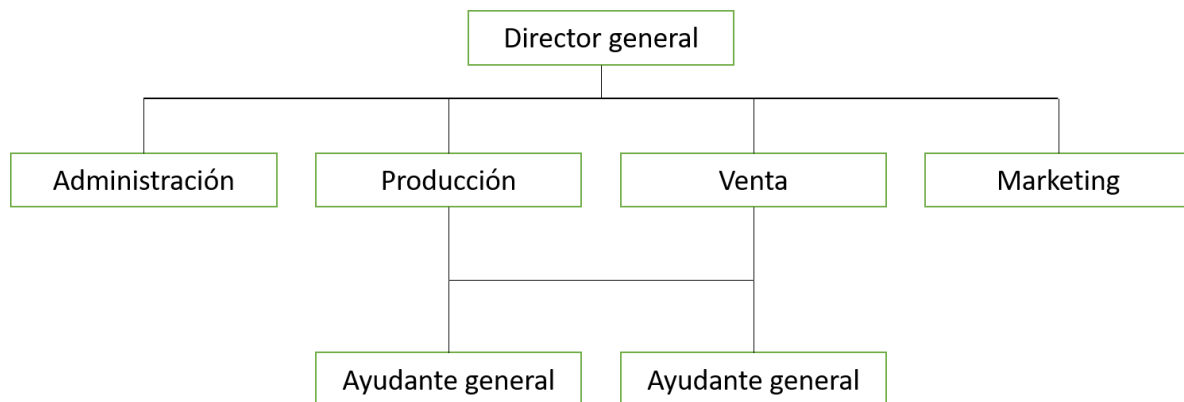 Director general
Administración
Producción
Venta
Marketing
Ayudante general
Ayudante general